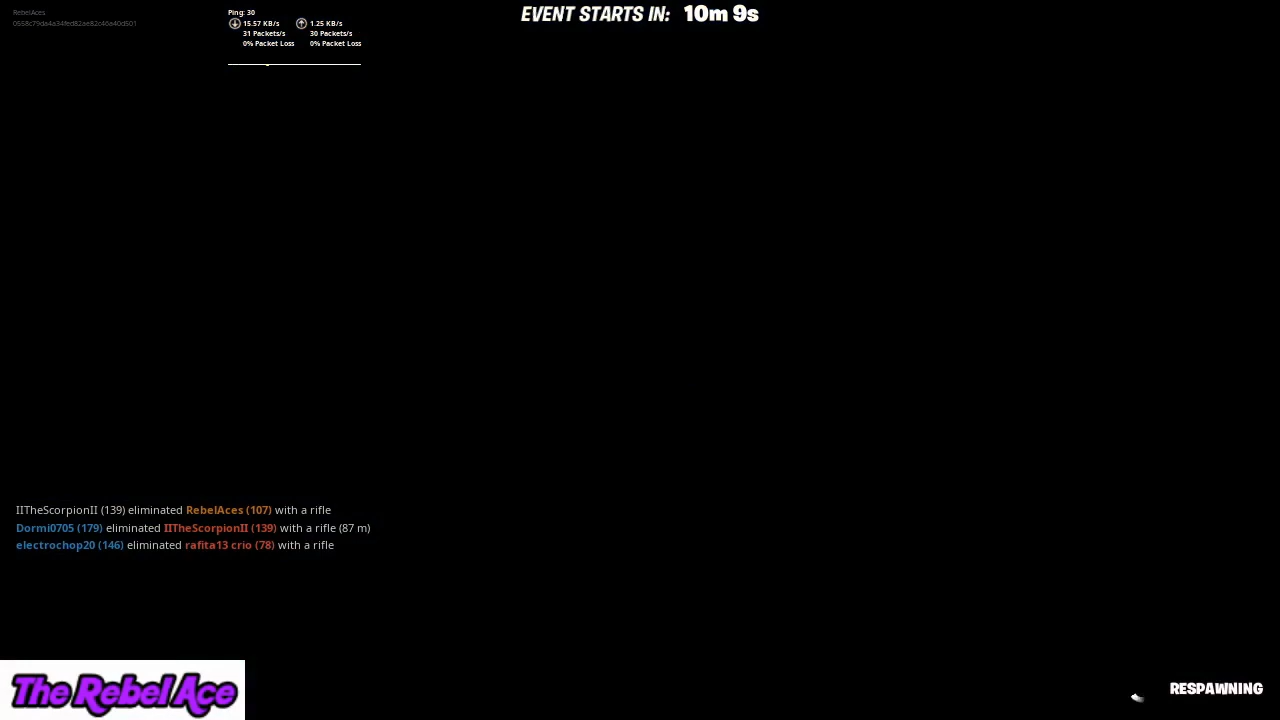 RebelAces
Ping: 30
15.57 KB/s
1.25 KB/s
31 Packets/s
30 Packets/s
0% Packet Loss
0% Packet Loss
EVENT STARTS IN: 10m 9s
IITheScorpionII (139) eliminated RebelAces (107) with a rifle
Dormi0705 (179) eliminated IITheScorpionII (139) with a rifle (87 m)
electrochop20 (146) eliminated rafita13 crio (78) with a rifle
The Rebel Ace
RESPAWNING